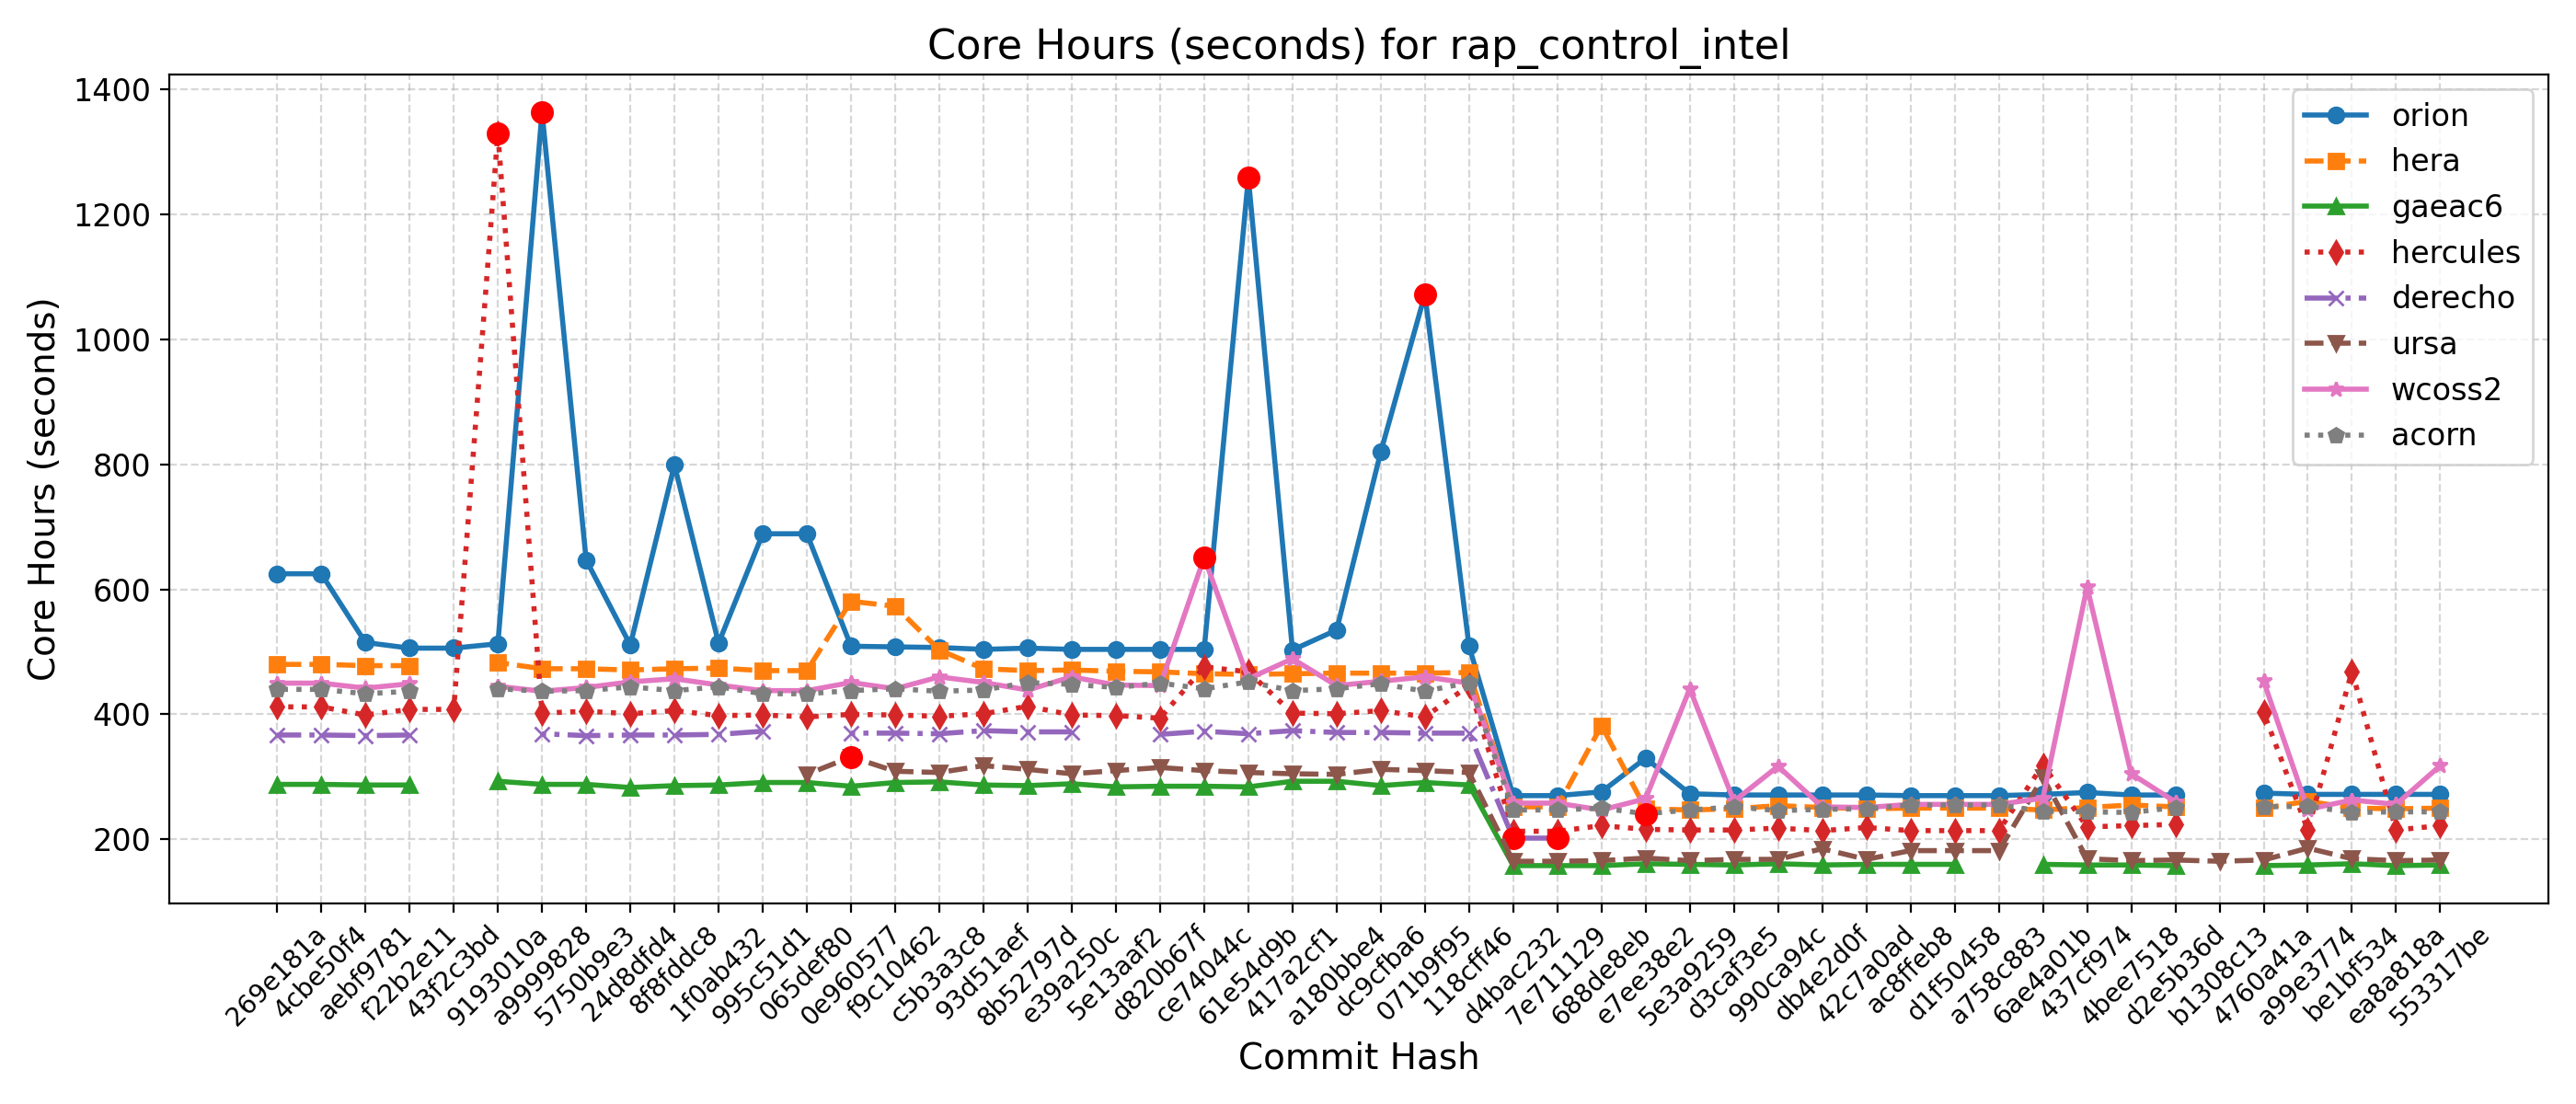 Core Hours (seconds) for rap_control_intel
Core Hours (seconds)
1400
1200
1000
800
600
400
200
orion
hera
gaeac6
hercules
derecho
ursa
wcoss2
acorn
269e181a
4cbe50f4
aebf9781
f22b2e11
43f2c3bd
9193010a
a9999828
5750b9e3
24d8dfd4
8f8fddc8
1f0ab432
995c51d1
065def80
0e960577
f9c10462
c5b3a3c8
93d51aef
8b52797d
e39a250c
5e13aaf2
d820b67f
ce74044c
61e54d9b
417a2cf1
a180bbe4
dc9cfba6
071b9f95
118cff46
d4bac232
7e711129
688de8eb
e7ee38e2
5e3a9259
d3caf3e5
990ca94c
db4e2d0f
42c7a0ad
ac8ffeb8
d1f50458
a758c883
6ae4a01b
437cf974
4bee7518
d2e5b36d
b1308c13
4760a41a
a99e3774
be1bf534
ea8a818a
553317be
Commit Hash